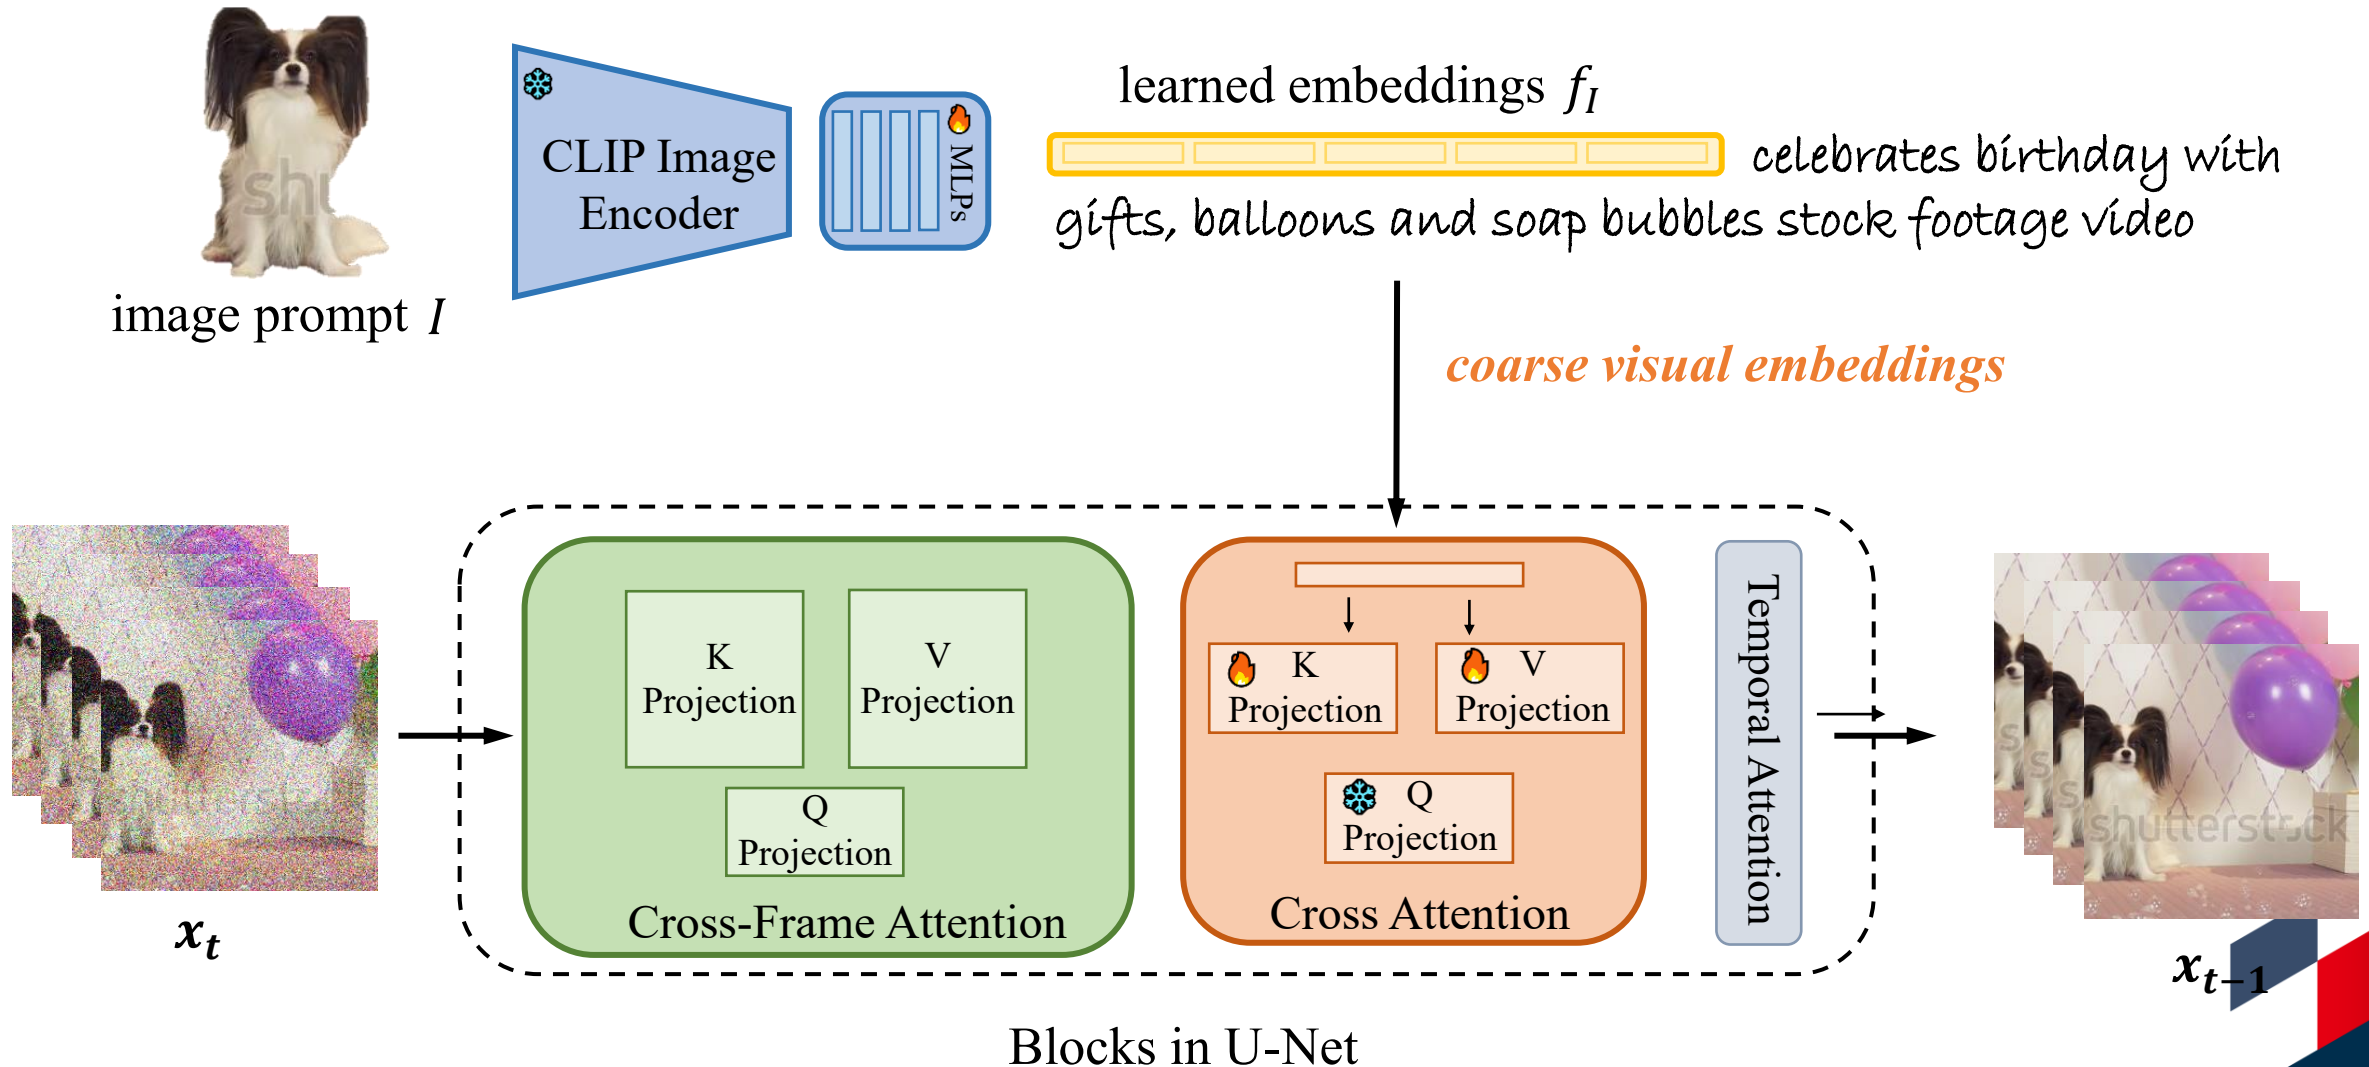 shu
image prompt I
CLIP Image
Encoder
MLPs
learned embeddings f_I
celebrates birthday with
gifts, balloons and soap bubbles stock footage video
coarse visual embeddings
K
Projection
V
Projection
Q
Projection
Cross-Frame Attention
K
Projection
V
Projection
Q
Projection
Cross Attention
Temporal Attention
x_t
S
S
shutterstock
x_{t-1}
Blocks in U-Net